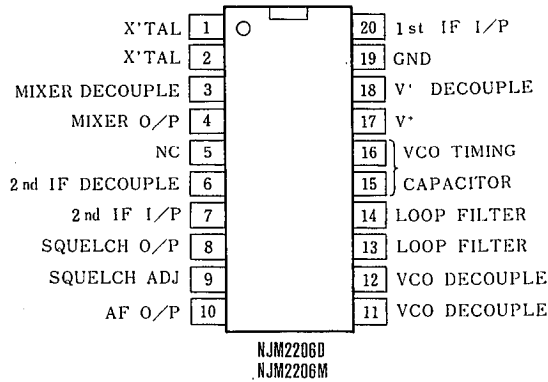 X'TAL 1
X'TAL 2
MIXER DECOUPLE 3
MIXER O/P 4
NC 5
2nd IF DECOUPLE 6
2nd IF I/P 7
SQUELCH O/P 8
SQUELCH ADJ 9
AF O/P 10
20 1st IF I/P
19 GND
18 V⁺ DECOUPLE
17 V⁺
16 VCO TIMING
15 CAPACITOR
14 LOOP FILTER
13 LOOP FILTER
12 VCO DECOUPLE
11 VCO DECOUPLE
NJM2206D
NJM2206M